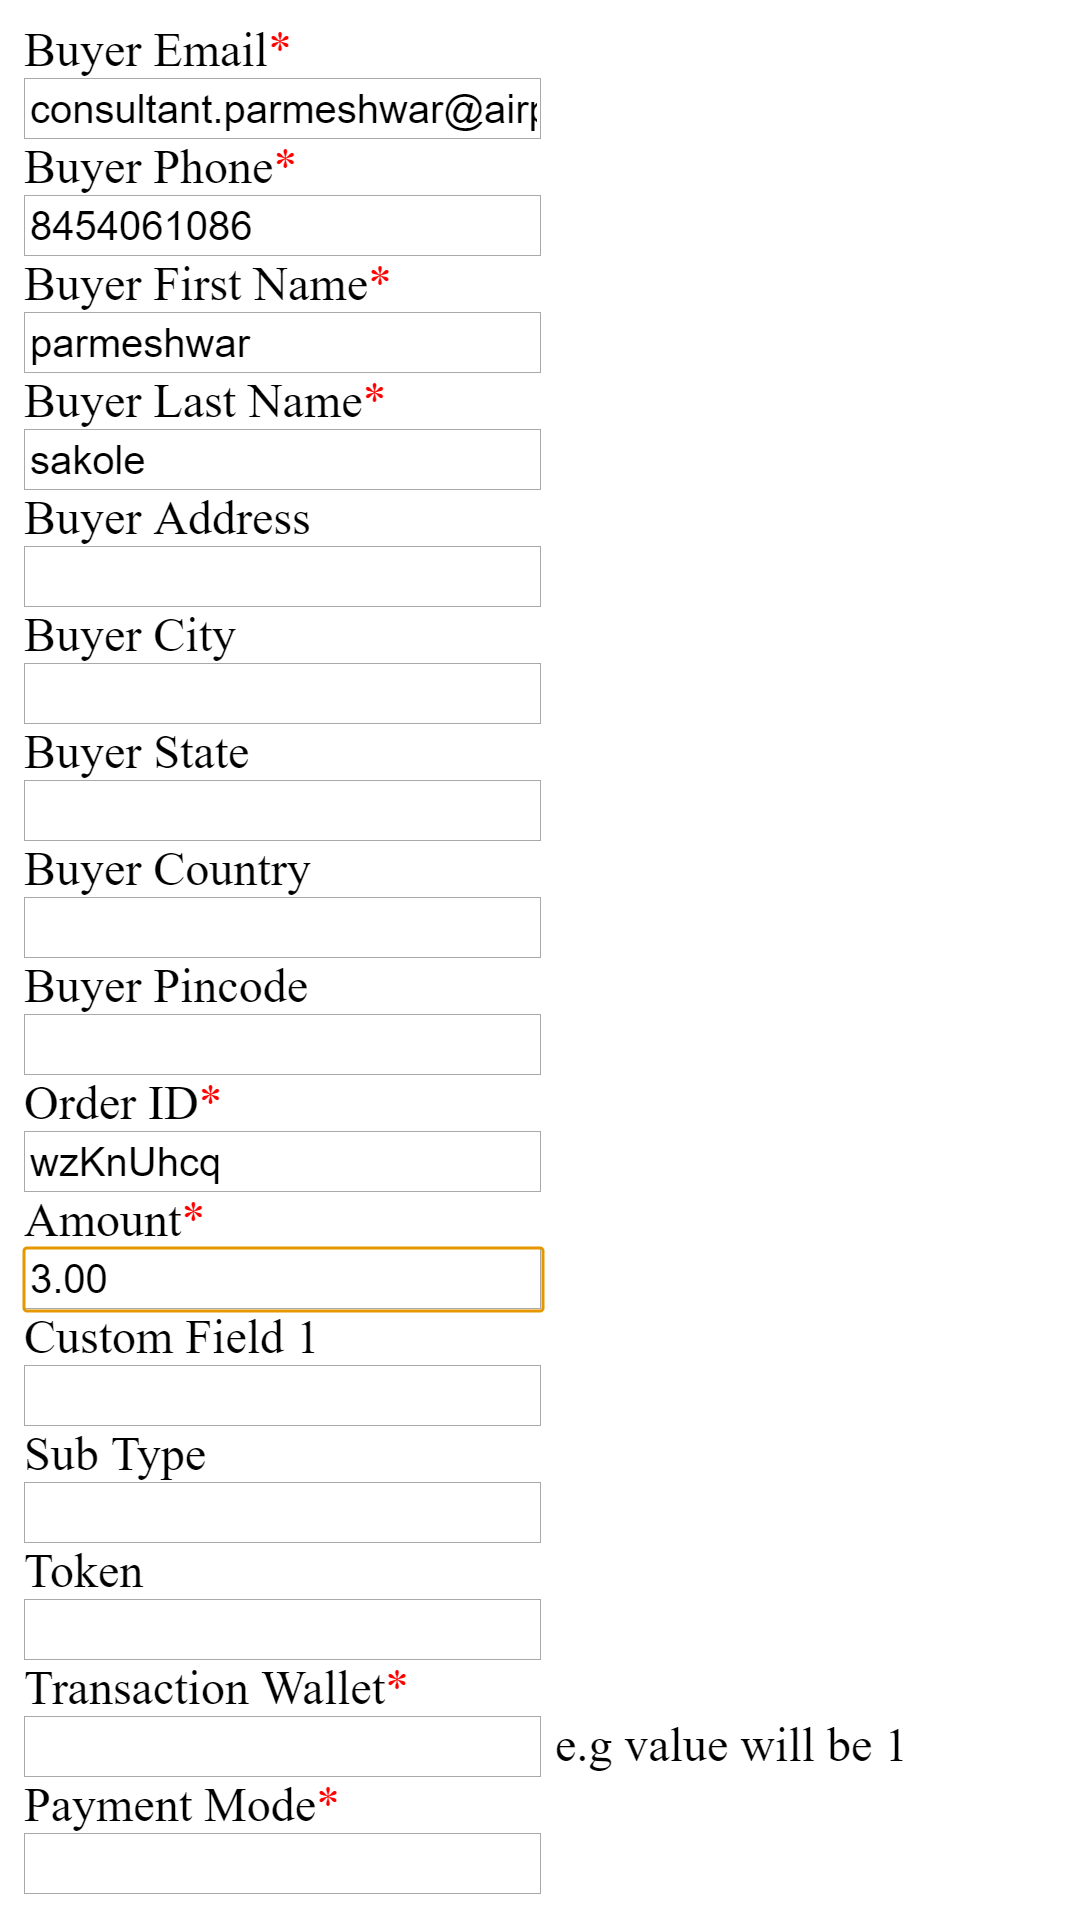 Buyer Email*
consultant.parmeshwar@air
Buyer Phone*
8454061086
Buyer First Name*
parmeshwar
Buyer Last Name*
sakole
Buyer Address
Buyer City
Buyer State
Buyer Country
Buyer Pincode
Order ID*
wzKnUhcq
Amount*
3.00
Custom Field 1
Sub Type
Token
Transaction Wallet*
e.g value will be 1
Payment Mode*